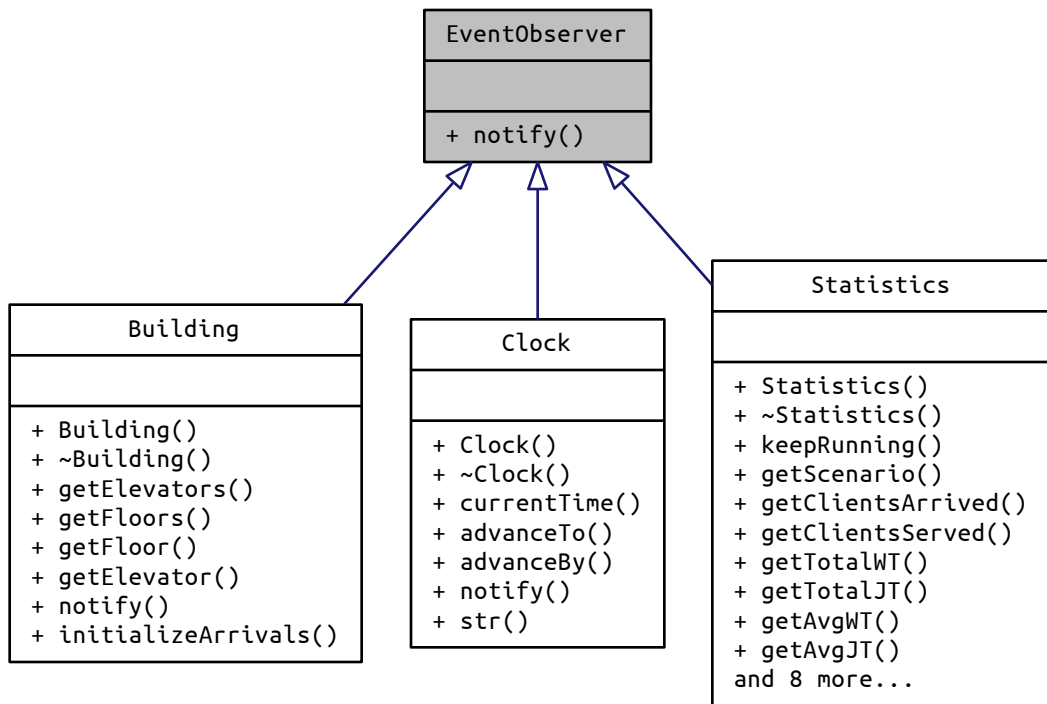 EventObserver
+ notify()
Building
+ Building()
+ ~Building()
+ getElevators()
+ getFloors()
+ getFloor()
+ getElevator()
+ notify()
+ initializeArrivals()
Clock
+ Clock()
+ ~Clock()
+ currentTime()
+ advanceTo()
+ advanceBy()
+ notify()
+ str()
Statistics
+ Statistics()
+ ~Statistics()
+ keepRunning()
+ getScenario()
+ getClientsArrived()
+ getClientsServed()
+ getTotalWT()
+ getTotalJT()
+ getAvgWT()
+ getAvgJT()
and 8 more...